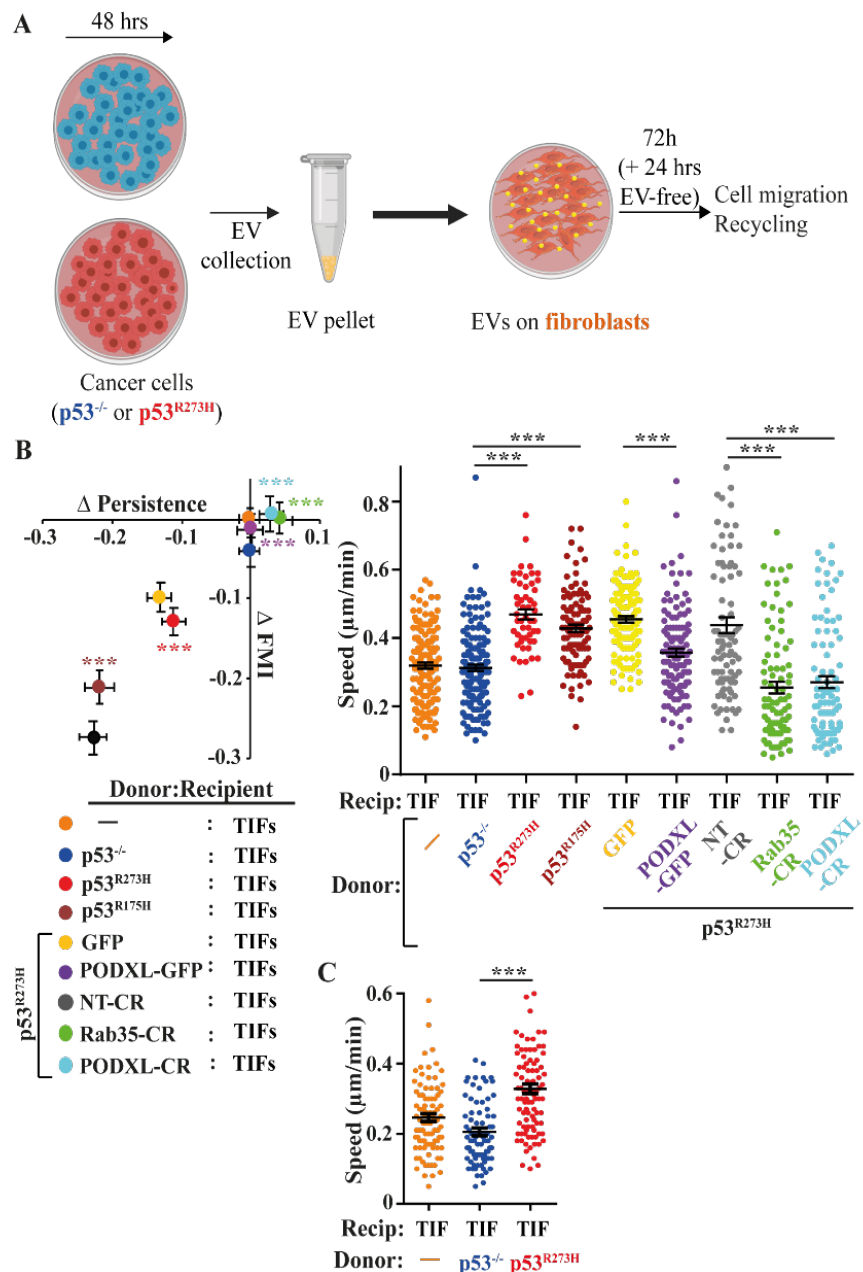 A
48 hrs
EV
collection
EV pellet
72h
(+ 24 hrs
EV-free)
Cell migration
Recycling
EVs on fibroblasts
Cancer cells
(p53-/- or p53R273H)
B
Δ Persistence
-0.3
-0.2
-0.1
0.1
***
***
***
-0.1
Δ FMI
***
***
-0.2
-0.3
Donor:Recipient
— : TIFs
p53-/- : TIFs
p53R273H : TIFs
p53R175H : TIFs
p53R273H
GFP : TIFs
PODXL-GFP : TIFs
NT-CR : TIFs
Rab35-CR : TIFs
PODXL-CR : TIFs
***
***
***
***
***
***
Speed (μm/min)
0.8
0.6
0.4
0.2
0
Recip: TIF TIF TIF TIF TIF TIF TIF TIF TIF
Donor:
—
p53-/-
p53R273H
p53R175H
GFP
PODXL
-GFP
NT
-CR
Rab35
-CR
PODXL
-CR
p53R273H
C
***
Speed (μm/min)
0.6
0.4
0.2
0
Recip: TIF TIF TIF
Donor: — p53-/- p53R273H